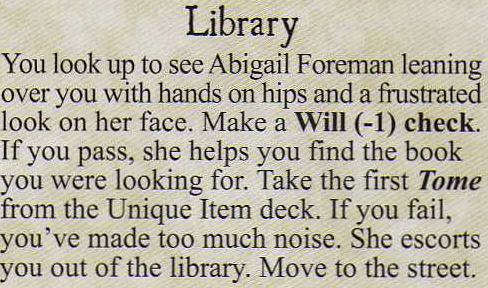 Library
You look up to see Abigail Foreman leaning
over you with hands on hips and a frustrated
look on her face. Make a Will (-1) check.
If you pass, she helps you find the book
you were looking for. Take the first Tome
from the Unique Item deck. If you fail,
you've made too much noise. She escorts
you out of the library. Move to the street.